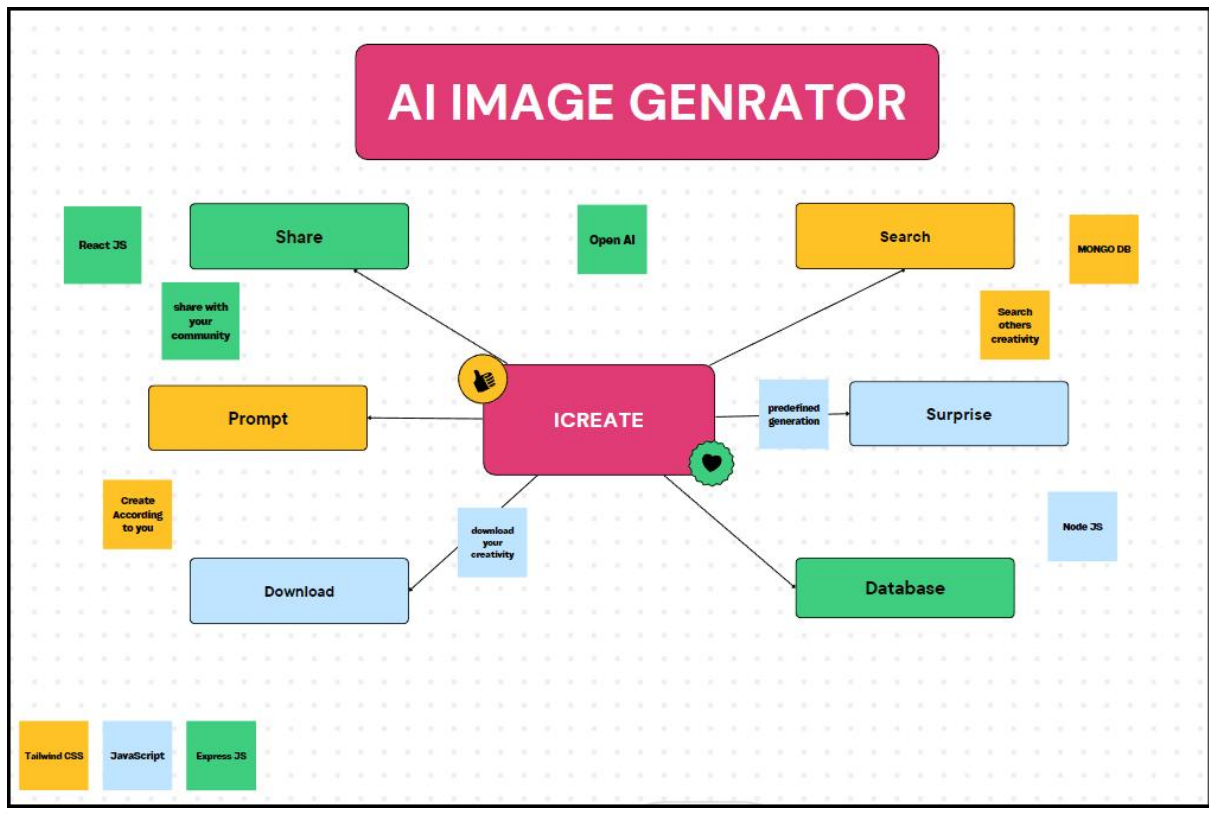 AI IMAGE GENRATOR
React JS
Share
Open AI
Search
MONGO DB
share with
your
community
Search
others
creativity
Prompt
ICREATE
predefined
generation
Surprise
Create
According
to you
download
your
creativity
Node JS
Download
Database
Tailwind CSS
JavaScript
Express JS